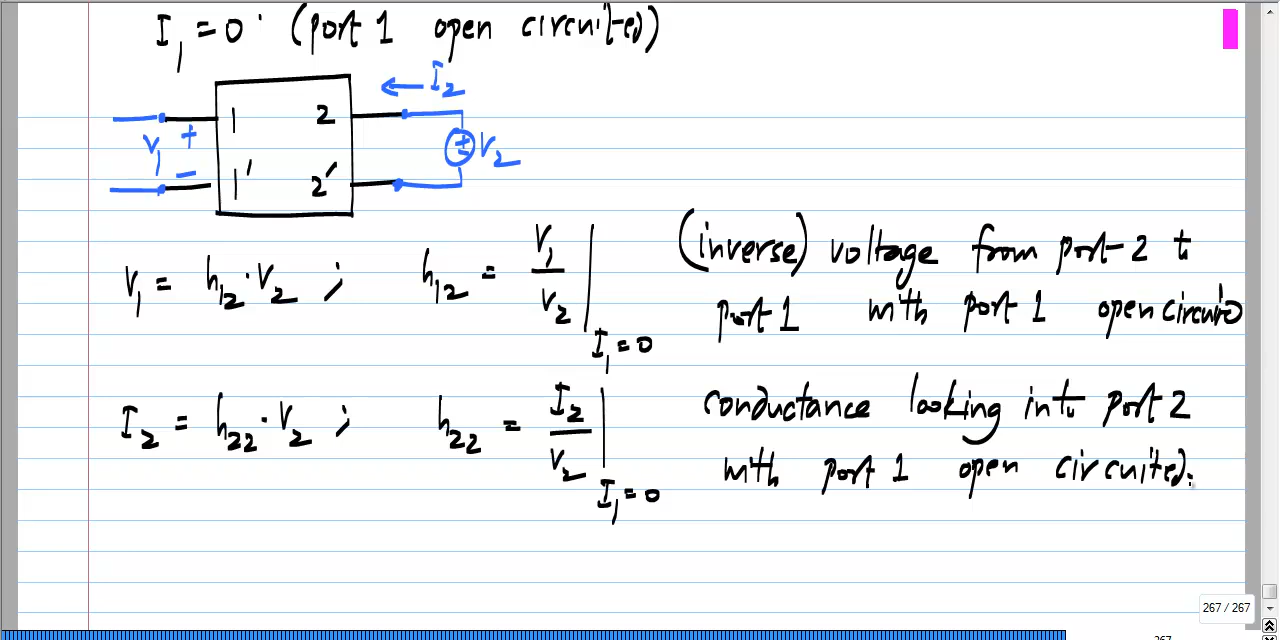 I₁ = 0 (port 1 open circuited)
I₂
1 2
V₁ + − ± V₂
1′ 2′
V₁ = h₁₂ · V₂ ; h₁₂ = V₁/V₂ | I₁ = 0 (inverse) voltage from port 2 t
port 1 with port 1 open circuit
I₂ = h₂₂ · V₂ ; h₂₂ = I₂/V₂ | I₁ = 0 conductance looking into port 2
with port 1 open circuited.
267 / 267
267